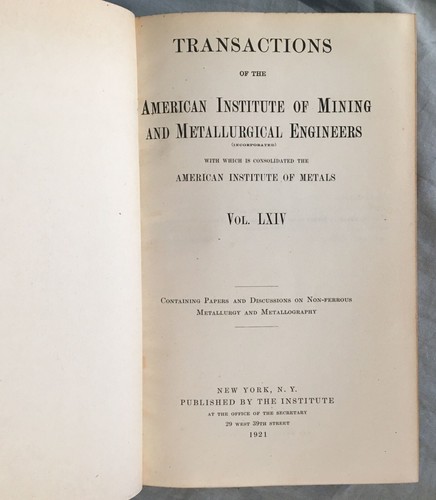 TRANSACTIONS
OF THE
AMERICAN INSTITUTE OF MINING
AND METALLURGICAL ENGINEERS
(INCORPORATED)
WITH WHICH IS CONSOLIDATED THE
AMERICAN INSTITUTE OF METALS
VOL. LXIV
CONTAINING PAPERS AND DISCUSSIONS ON NON-FERROUS
METALLURGY AND METALLOGRAPHY
NEW YORK, N. Y.
PUBLISHED BY THE INSTITUTE
AT THE OFFICE OF THE SECRETARY
29 WEST 39TH STREET
1921